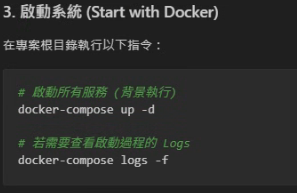 3. 啟動系統 (Start with Docker)
在專案根目錄執行以下指令：
# 啟動所有服務 (背景執行)
docker-compose up -d
# 若需要查看啟動過程的 Logs
docker-compose logs -f